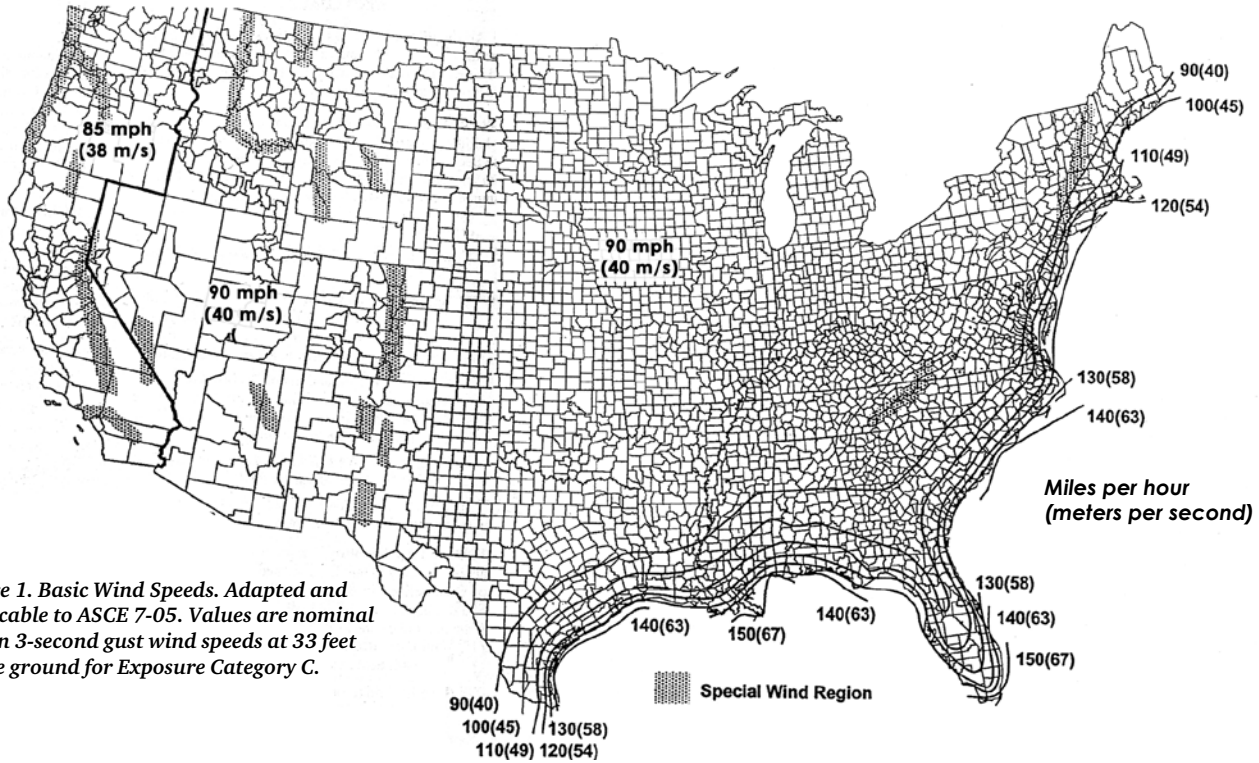 90(40)
100(45)
110(49)
120(54)
85 mph
(38 m/s)
90 mph
(40 m/s)
90 mph
(40 m/s)
130(58)
140(63)
Miles per hour
(meters per second)
e 1. Basic Wind Speeds. Adapted and
cable to ASCE 7-05. Values are nominal
n 3-second gust wind speeds at 33 feet
e ground for Exposure Category C.
130(58)
140(63)
150(67)
140(63)
150(67)
140(63)
Special Wind Region
90(40)
100(45)
130(58)
110(49) 120(54)